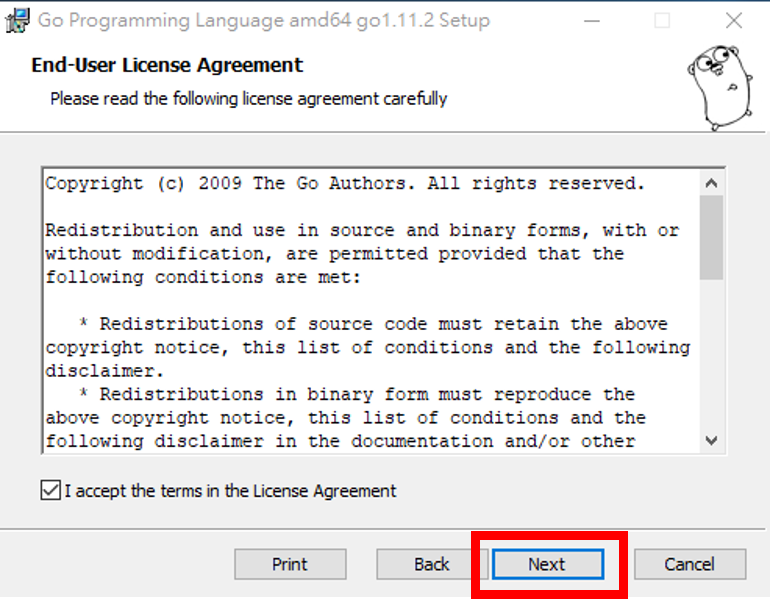 Go Programming Language amd64 go1.11.2 Setup
End-User License Agreement
Please read the following license agreement carefully
Copyright (c) 2009 The Go Authors. All rights reserved.
Redistribution and use in source and binary forms, with or
without modification, are permitted provided that the
following conditions are met:
* Redistributions of source code must retain the above
copyright notice, this list of conditions and the following
disclaimer.
* Redistributions in binary form must reproduce the
above copyright notice, this list of conditions and the
following disclaimer in the documentation and/or other
I accept the terms in the License Agreement
Print Back Next Cancel